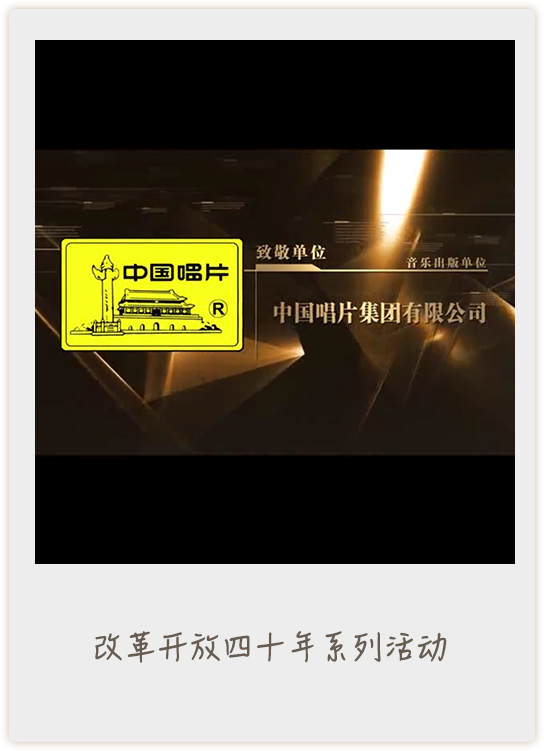 中国唱片
®
致敬单位
音乐出版单位
中国唱片集团有限公司
改革开放四十年系列活动